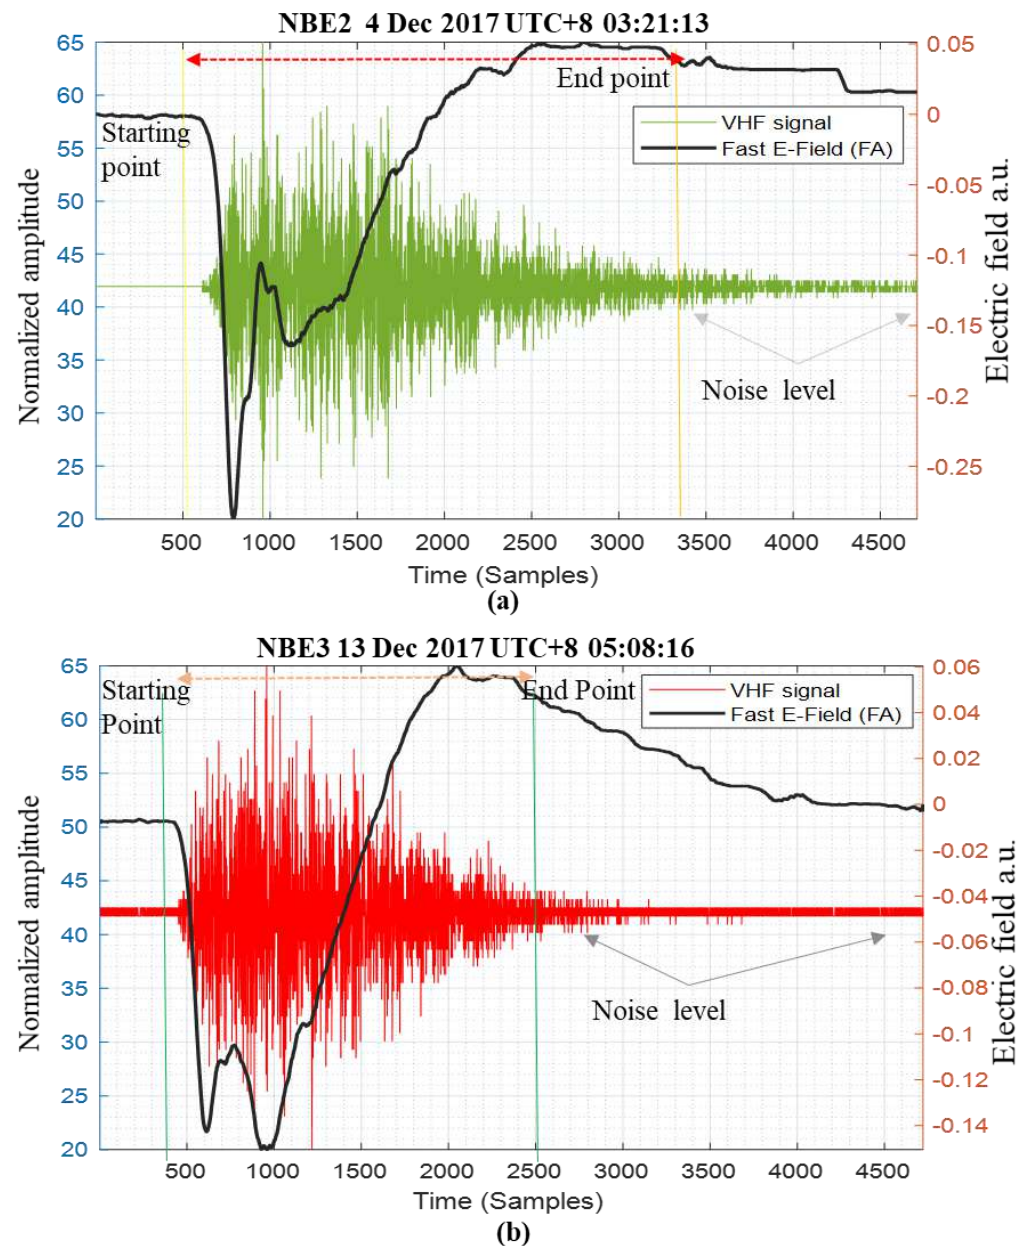 NBE2 4 Dec 2017 UTC+8 03:21:13
65
60
55
50
45
40
35
30
25
20
Normalized amplitude
0.05
0
-0.05
-0.1
-0.15
-0.2
-0.25
Electric field a.u.
Starting
point
End point
VHF signal
Fast E-Field (FA)
Noise level
500 1000 1500 2000 2500 3000 3500 4000 4500
Time (Samples)
(a)
NBE3 13 Dec 2017 UTC+8 05:08:16
65
60
55
50
45
40
35
30
25
20
Normalized amplitude
0.06
0.04
0.02
0
-0.02
-0.04
-0.06
-0.08
-0.1
-0.12
-0.14
Electric field a.u.
Starting
Point
End Point
VHF signal
Fast E-Field (FA)
Noise level
500 1000 1500 2000 2500 3000 3500 4000 4500
Time (Samples)
(b)